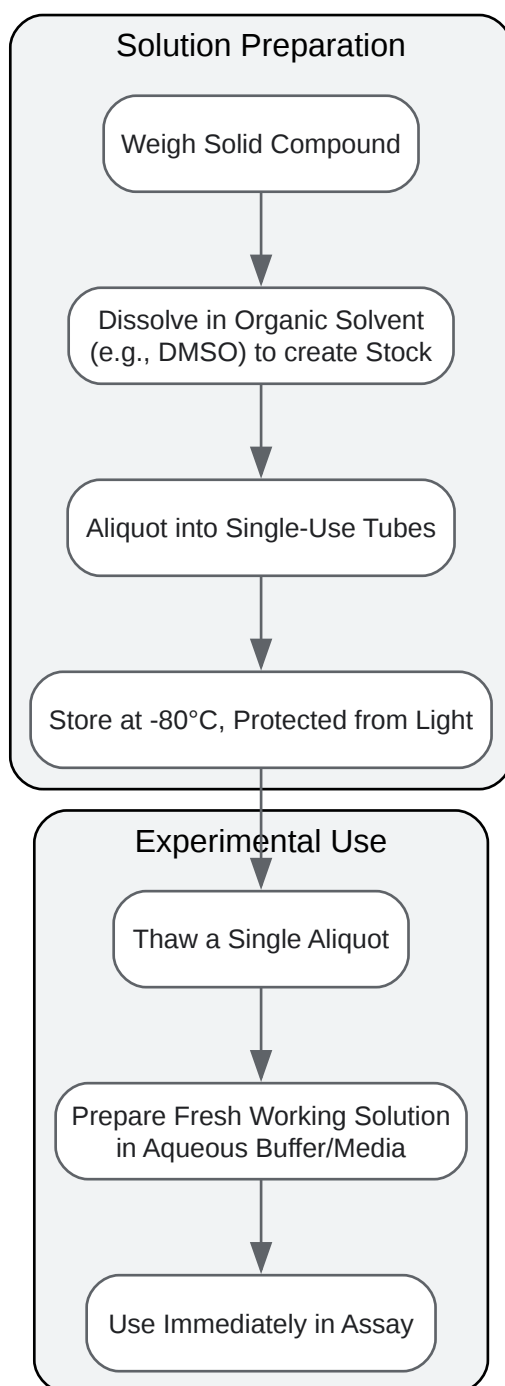 Solution Preparation
Weigh Solid Compound
Dissolve in Organic Solvent
(e.g., DMSO) to create Stock
Aliquot into Single-Use Tubes
Store at -80°C, Protected from Light
Experimental Use
Thaw a Single Aliquot
Prepare Fresh Working Solution
in Aqueous Buffer/Media
Use Immediately in Assay